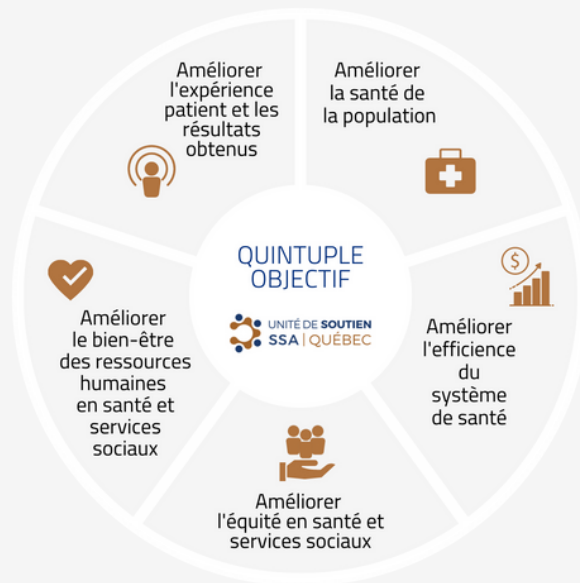 Améliorer
l'expérience
patient et les
résultats
obtenus
Améliorer
la santé de
la population
QUINTUPLE
OBJECTIF
UNITÉ DE SOUTIEN
SSA | QUÉBEC
$
Améliorer
le bien-être
des ressources
humaines
en santé et
services
sociaux
Améliorer
l'efficience
du
système
de santé
Améliorer
l'équité en santé et
services sociaux